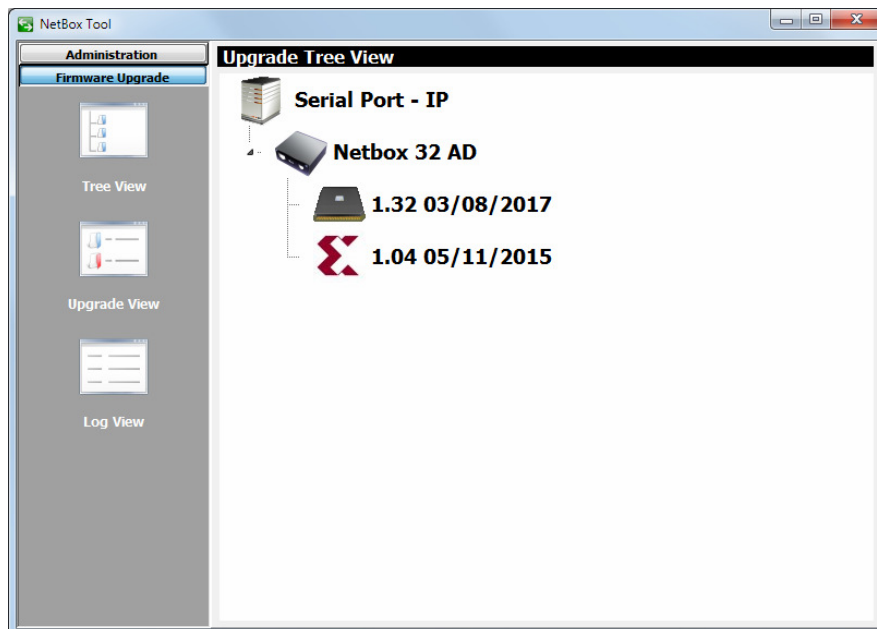 NetBox Tool
Administration
Firmware Upgrade
Tree View
Upgrade View
Log View
Upgrade Tree View
Serial Port - IP
Netbox 32 AD
1.32 03/08/2017
1.04 05/11/2015